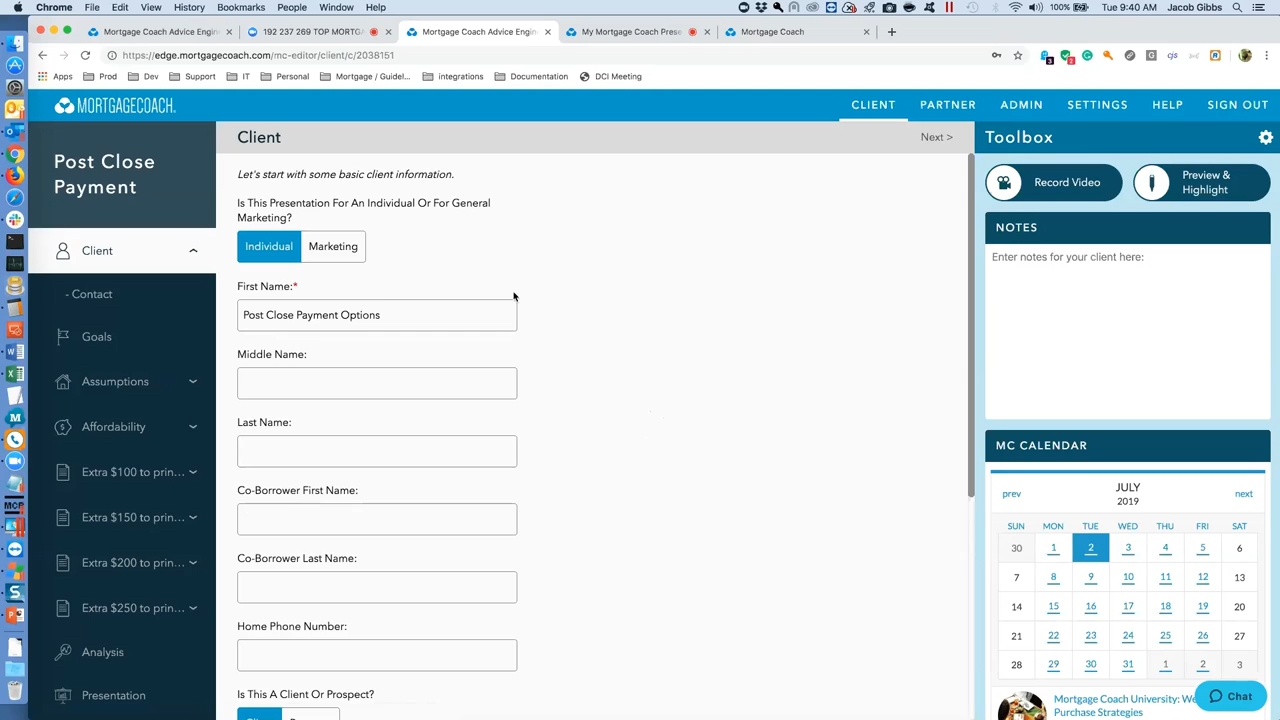 Chrome File Edit View History Bookmarks People Window Help 100% Tue 9:40 AM Jacob Gibbs
Mortgage Coach Advice Engin × 192 237 269 TOP MORTG × Mortgage Coach Advice Engin × My Mortgage Coach Prese × Mortgage Coach × +
https://edge.mortgagecoach.com/mc-editor/client/c/2038151
Apps Prod Dev Support IT Personal Mortgage / Guidel... integrations Documentation DCI Meeting
MORTGAGECOACH. CLIENT PARTNER ADMIN SETTINGS HELP SIGN OUT
Post Close
Payment
Client
- Contact
Goals
Assumptions
Affordability
Extra $100 to prin...
Extra $150 to prin...
Extra $200 to prin...
Extra $250 to prin...
Analysis
Presentation
Client Next >
Let's start with some basic client information.
Is This Presentation For An Individual Or For General
Marketing?
Individual Marketing
First Name:*
Post Close Payment Options
Middle Name:
Last Name:
Co-Borrower First Name:
Co-Borrower Last Name:
Home Phone Number:
Is This A Client Or Prospect?
Toolbox
Record Video
Preview &
Highlight
NOTES
Enter notes for your client here:
MC CALENDAR
prev JULY next
2019
SUN MON TUE WED THU FRI SAT
30 1 2 3 4 5 6
7 8 9 10 11 12 13
14 15 16 17 18 19 20
21 22 23 24 25 26 27
28 29 30 31 1 2 3
Mortgage Coach University: We
Purchase Strategies
Chat